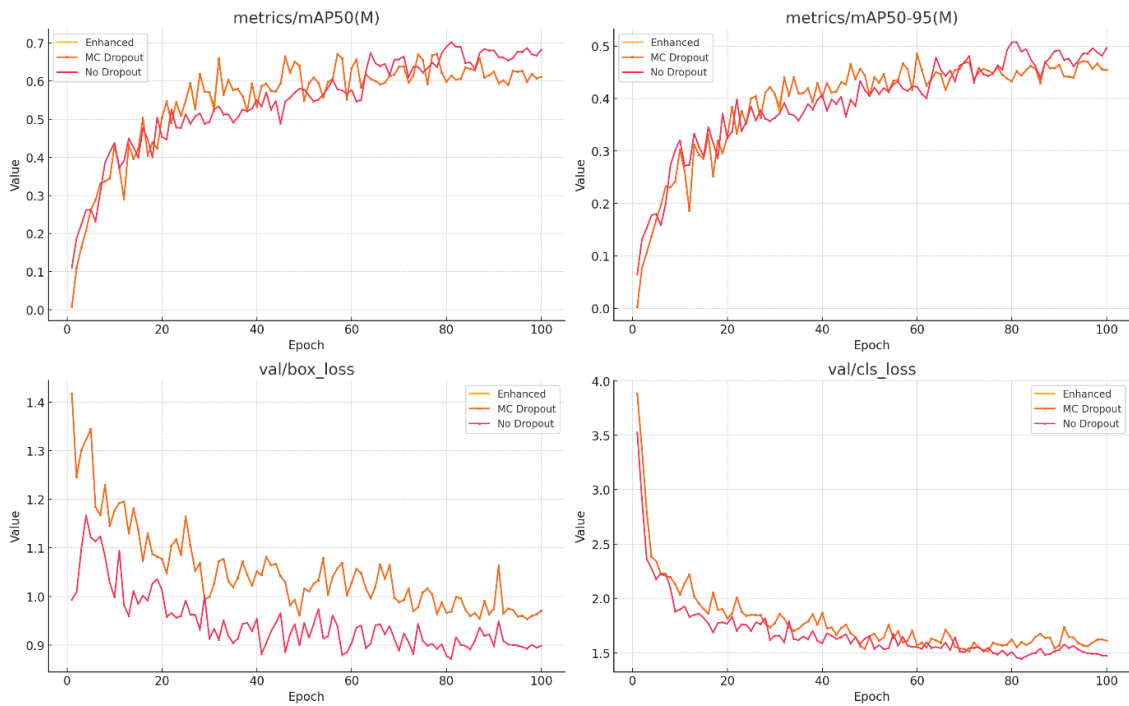 metrics/mAP50(M)
Enhanced
MC Dropout
No Dropout
Value
0.7
0.6
0.5
0.4
0.3
0.2
0.1
0.0
0 20 40 60 80 100
Epoch
metrics/mAP50-95(M)
Enhanced
MC Dropout
No Dropout
Value
0.5
0.4
0.3
0.2
0.1
0.0
0 20 40 60 80 100
Epoch
val/box_loss
Enhanced
MC Dropout
No Dropout
Value
1.4
1.3
1.2
1.1
1.0
0.9
0 20 40 60 80 100
Epoch
val/cls_loss
Enhanced
MC Dropout
No Dropout
Value
4.0
3.5
3.0
2.5
2.0
1.5
0 20 40 60 80 100
Epoch